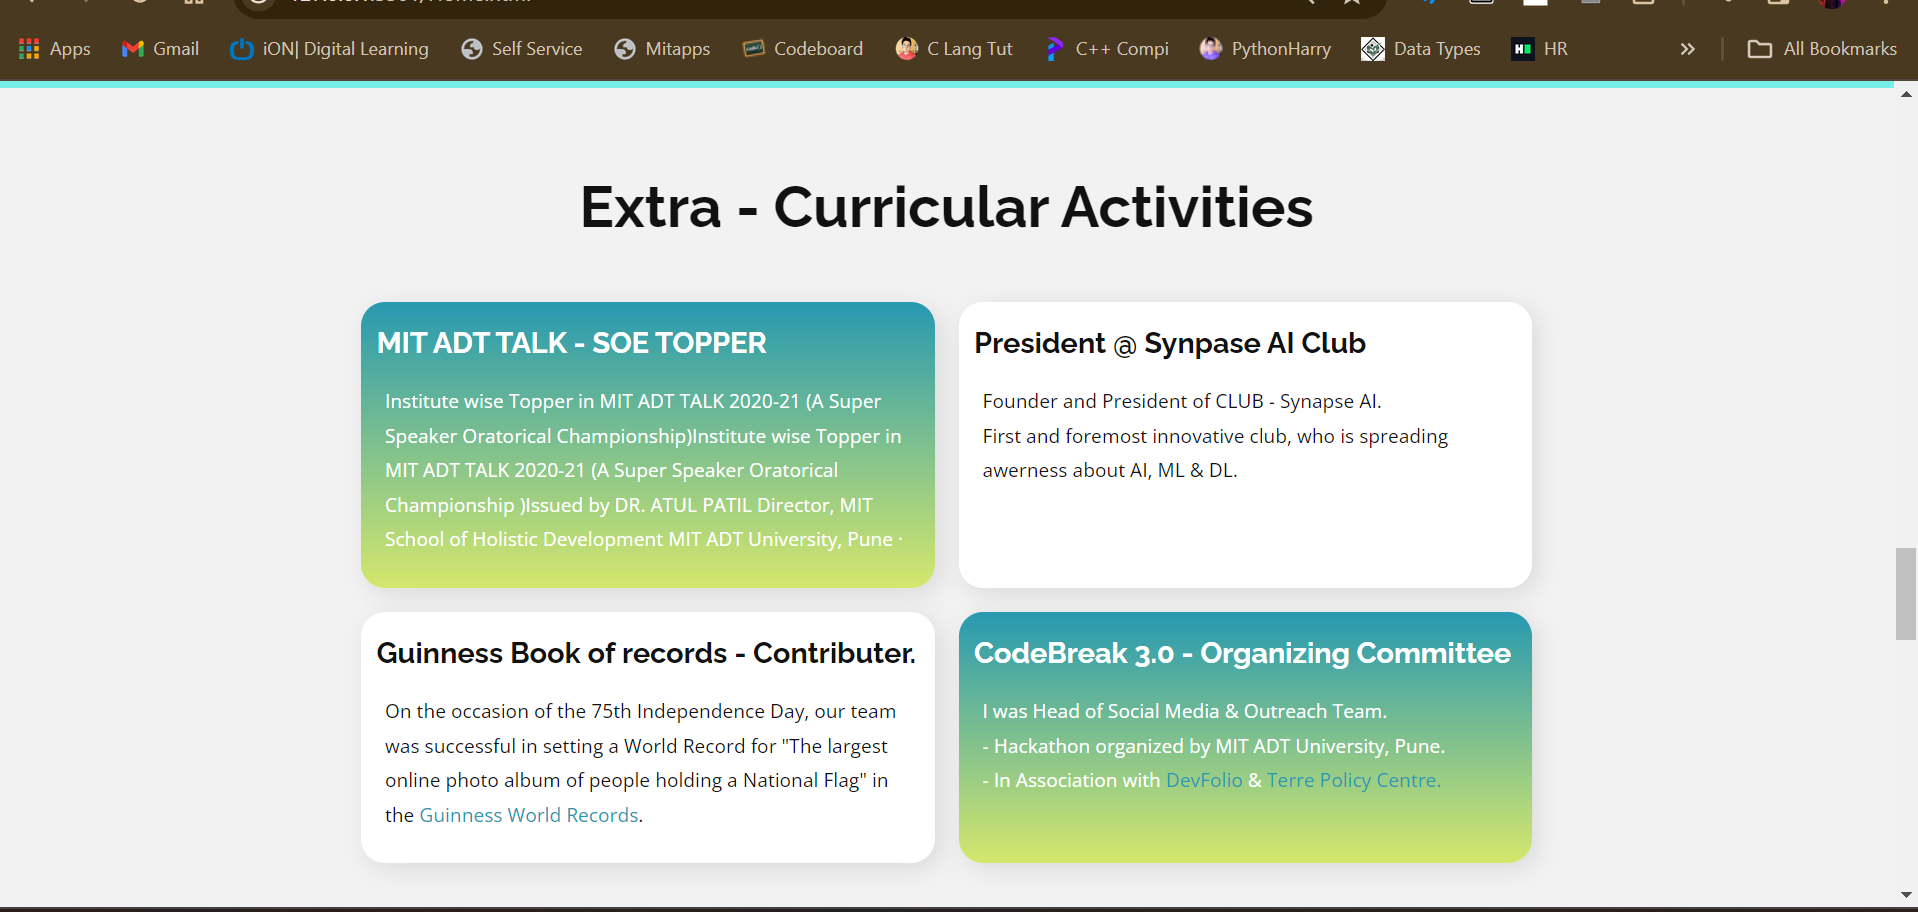 Apps Gmail iON| Digital Learning Self Service Mitapps Codeboard C Lang Tut C++ Compi PythonHarry Data Types HR » All Bookmarks
Extra - Curricular Activities
MIT ADT TALK - SOE TOPPER
Institute wise Topper in MIT ADT TALK 2020-21 (A Super
Speaker Oratorical Championship)Institute wise Topper in
MIT ADT TALK 2020-21 (A Super Speaker Oratorical
Championship )Issued by DR. ATUL PATIL Director, MIT
School of Holistic Development MIT ADT University, Pune ·
President @ Synpase AI Club
Founder and President of CLUB - Synapse AI.
First and foremost innovative club, who is spreading
awerness about AI, ML & DL.
Guinness Book of records - Contributer.
On the occasion of the 75th Independence Day, our team
was successful in setting a World Record for "The largest
online photo album of people holding a National Flag" in
the Guinness World Records.
CodeBreak 3.0 - Organizing Committee
I was Head of Social Media & Outreach Team.
- Hackathon organized by MIT ADT University, Pune.
- In Association with DevFolio & Terre Policy Centre.